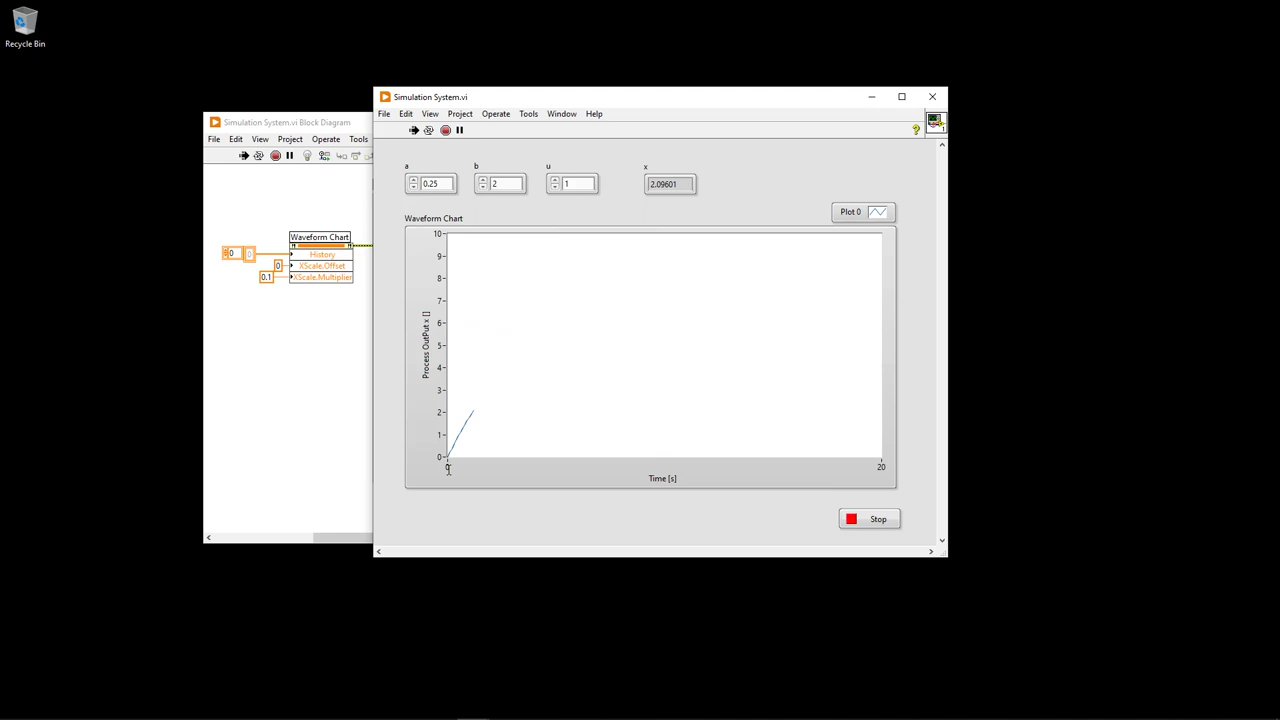 Recycle Bin
Simulation System.vi Block Diagram
File Edit View Project Operate Tools
Waveform Chart
0 0 History
0 XScale.Offset
0.1 XScale.Multiplier
Simulation System.vi
File Edit View Project Operate Tools Window Help
a b u x
0.25 2 1 2.09601
Plot 0
Waveform Chart
10
9
8
7
6
5
4
3
2
1
0
Process OutPut x []
0 20
Time [s]
Stop